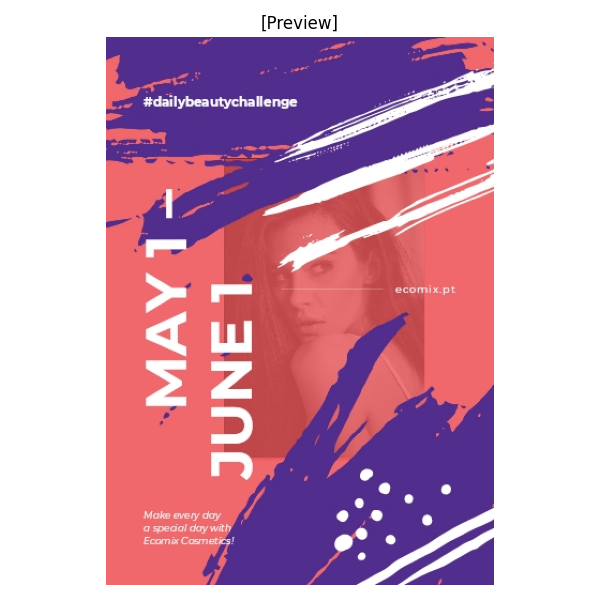 [Preview]
#dailybeautychallenge
MAY 1 –
JUNE 1
ecomix.pt
Make every day
a special day with
Ecomix Cosmetics!